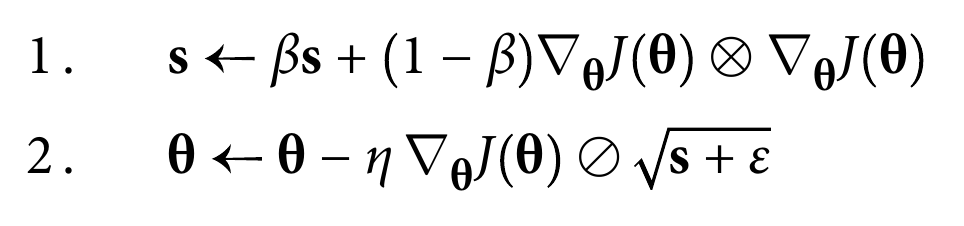 1. s ← βs + (1 − β)∇θJ(θ) ⊗ ∇θJ(θ)
2. θ ← θ − η ∇θJ(θ) ⊘ √(s + ε)